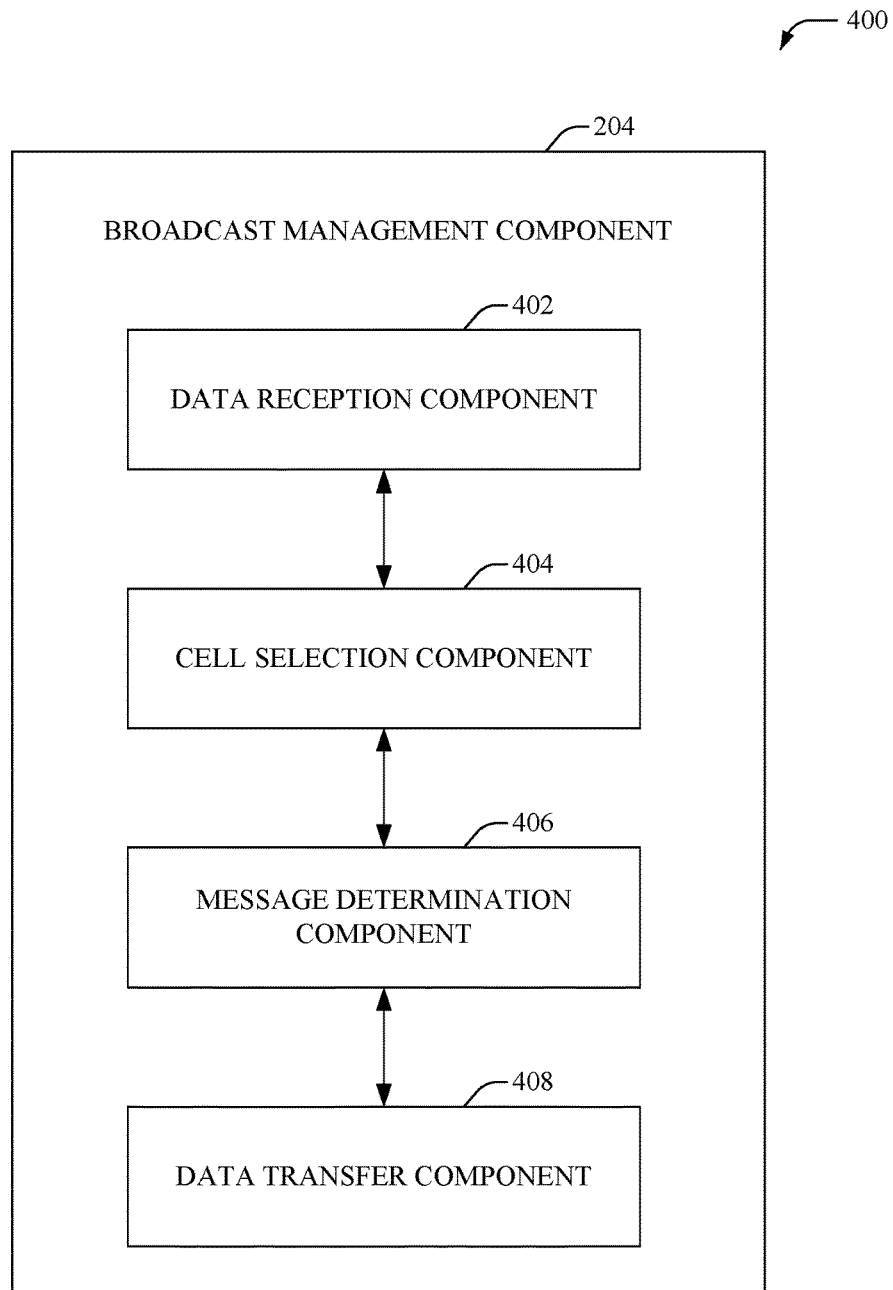 400
204
BROADCAST MANAGEMENT COMPONENT
402
DATA RECEPTION COMPONENT
404
CELL SELECTION COMPONENT
406
MESSAGE DETERMINATION
COMPONENT
408
DATA TRANSFER COMPONENT